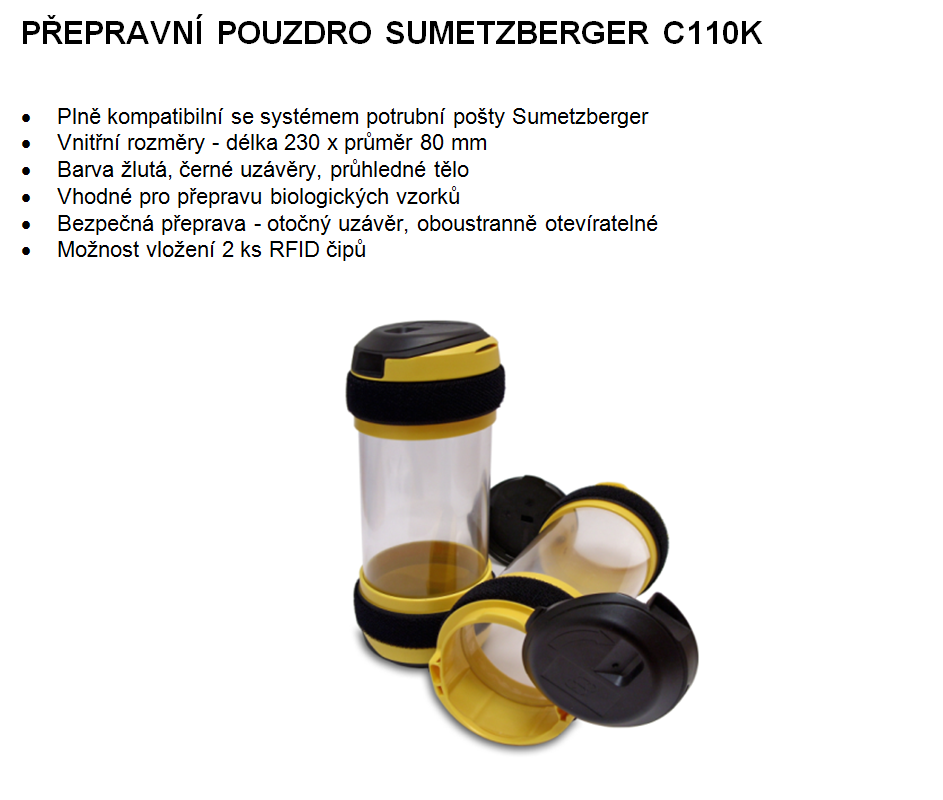 PŘEPRAVNÍ POUZDRO SUMETZBERGER C110K
• Plně kompatibilní se systémem potrubní pošty Sumetzberger
• Vnitřní rozměry - délka 230 x průměr 80 mm
• Barva žlutá, černé uzávěry, průhledné tělo
• Vhodné pro přepravu biologických vzorků
• Bezpečná přeprava - otočný uzávěr, oboustranně otevíratelné
• Možnost vložení 2 ks RFID čipů